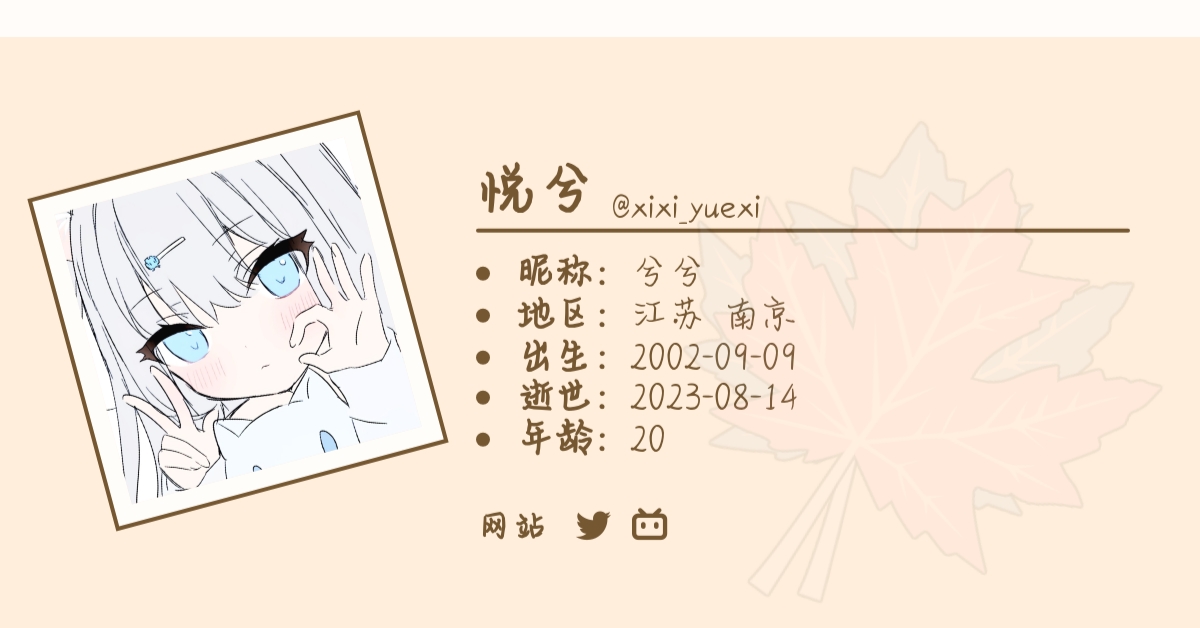 悦兮 @xixi_yuexi
昵称：兮兮
地区：江苏 南京
出生：2002-09-09
逝世：2023-08-14
年龄：20
网站